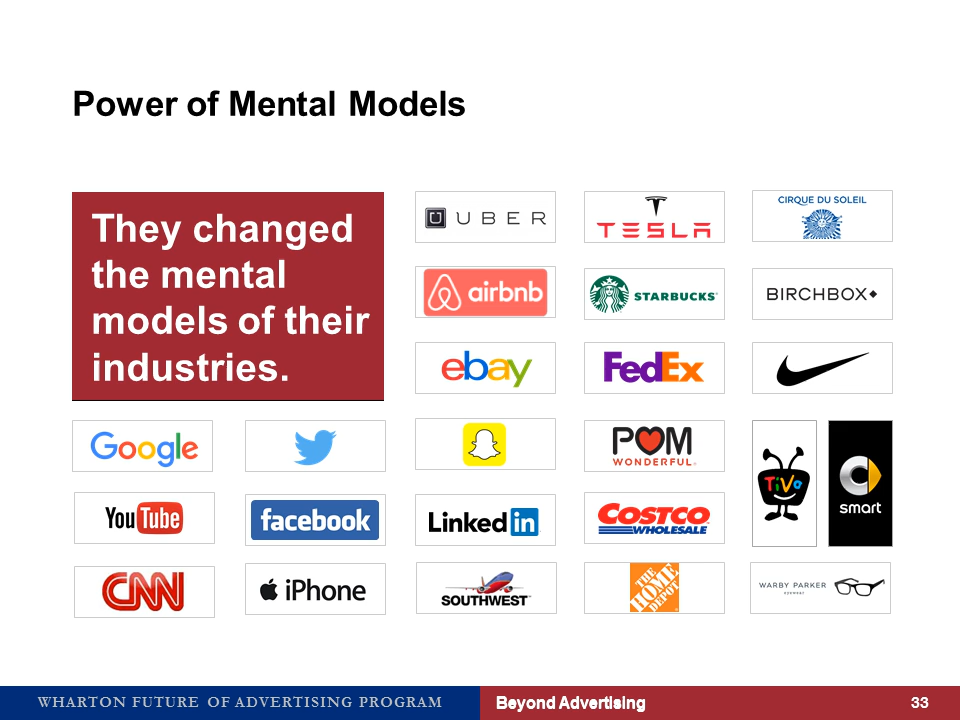 Power of Mental Models
They changed
the mental
models of their
industries.
UBER
TESLA
CIRQUE DU SOLEIL
airbnb
STARBUCKS
BIRCHBOX
ebay
FedEx
Google
POM
WONDERFUL
TiVo
smart
YouTube
facebook
LinkedIn
COSTCO
WHOLESALE
CNN
iPhone
SOUTHWEST
THE
HOME
DEPOT
WARBY PARKER
eyewear
WHARTON FUTURE OF ADVERTISING PROGRAM
Beyond Advertising
33